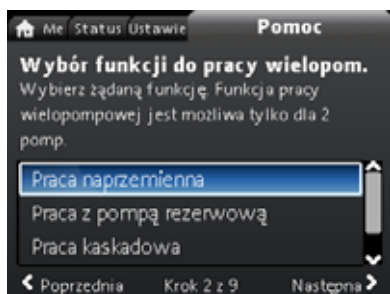 Me Status Ustawie Pomoc
Wybór funkcji do pracy wielopom.
Wybierz żądaną funkcję. Funkcja pracy
wielopompowej jest możliwa tylko dla 2
pomp.
Praca naprzemienna
Praca z pompą rezerwową
Praca kaskadowa
Poprzednia Krok 2 z 9 Następna